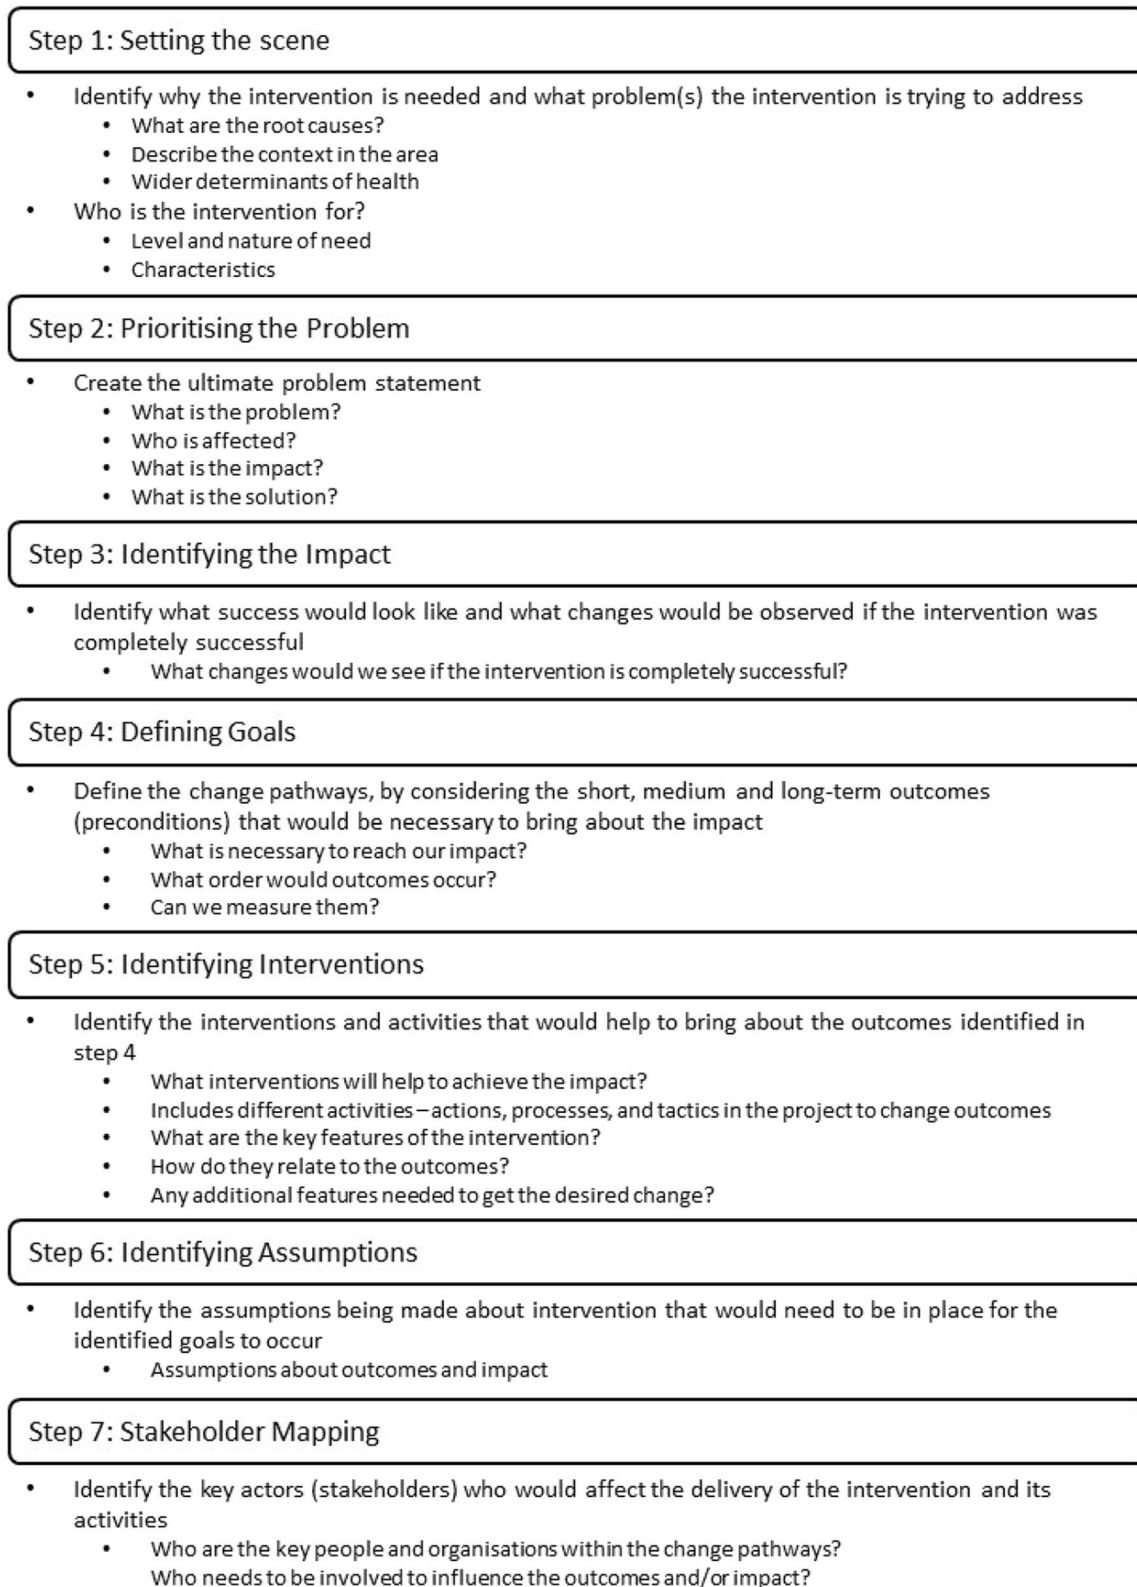 Step 1: Setting the scene
• Identify why the intervention is needed and what problem(s) the intervention is trying to address
• What are the root causes?
• Describe the context in the area
• Wider determinants of health
• Who is the intervention for?
• Level and nature of need
• Characteristics
Step 2: Prioritising the Problem
• Create the ultimate problem statement
• What is the problem?
• Who is affected?
• What is the impact?
• What is the solution?
Step 3: Identifying the Impact
• Identify what success would look like and what changes would be observed if the intervention was
completely successful
• What changes would we see if the intervention is completely successful?
Step 4: Defining Goals
• Define the change pathways, by considering the short, medium and long-term outcomes
(preconditions) that would be necessary to bring about the impact
• What is necessary to reach our impact?
• What order would outcomes occur?
• Can we measure them?
Step 5: Identifying Interventions
• Identify the interventions and activities that would help to bring about the outcomes identified in
step 4
• What interventions will help to achieve the impact?
• Includes different activities – actions, processes, and tactics in the project to change outcomes
• What are the key features of the intervention?
• How do they relate to the outcomes?
• Any additional features needed to get the desired change?
Step 6: Identifying Assumptions
• Identify the assumptions being made about intervention that would need to be in place for the
identified goals to occur
• Assumptions about outcomes and impact
Step 7: Stakeholder Mapping
• Identify the key actors (stakeholders) who would affect the delivery of the intervention and its
activities
• Who are the key people and organisations within the change pathways?
Who needs to be involved to influence the outcomes and/or impact?